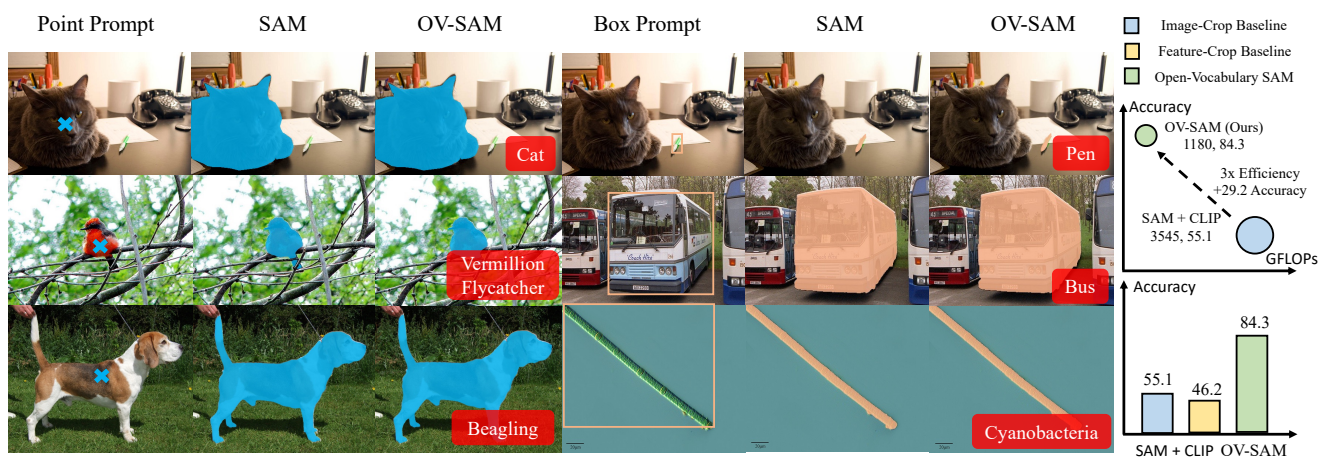 Point Prompt
SAM
OV-SAM
Box Prompt
SAM
OV-SAM
Cat
Pen
Vermillion
Flycatcher
Bus
Beagling
Cyanobacteria
Image-Crop Baseline
Feature-Crop Baseline
Open-Vocabulary SAM
Accuracy
OV-SAM (Ours)
1180, 84.3
3x Efficiency
+29.2 Accuracy
SAM + CLIP
3545, 55.1
GFLOPs
Accuracy
84.3
55.1
46.2
SAM + CLIP
OV-SAM